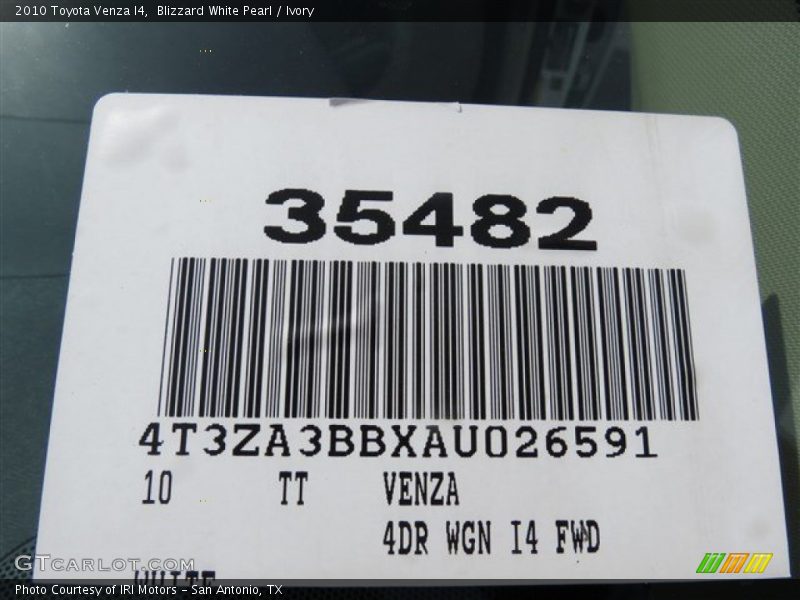 2010 Toyota Venza I4,  Blizzard White Pearl / Ivory
35482
4T3ZA3BBXAU026591
10 TT VENZA
4DR WGN I4 FWD
WHITE
GTCARLOT.COM
Photo Courtesy of IRI Motors - San Antonio, TX